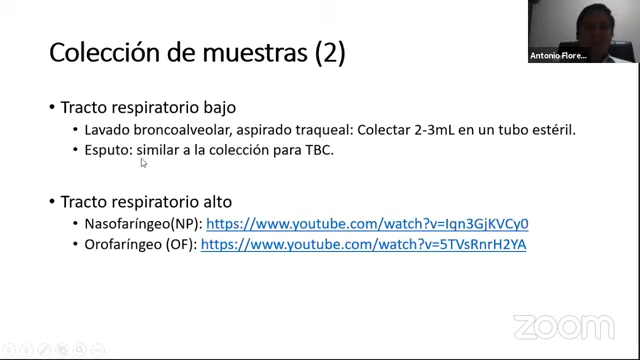 Colección de muestras (2)
Antonio Flore...
• Tracto respiratorio bajo
• Lavado broncoalveolar, aspirado traqueal: Colectar 2-3mL en un tubo estéril.
• Esputo: similar a la colección para TBC.
• Tracto respiratorio alto
• Nasofaríngeo(NP): https://www.youtube.com/watch?v=Iqn3GjKVCy0
• Orofaríngeo (OF): https://www.youtube.com/watch?v=5TVsRnrH2YA
zoom